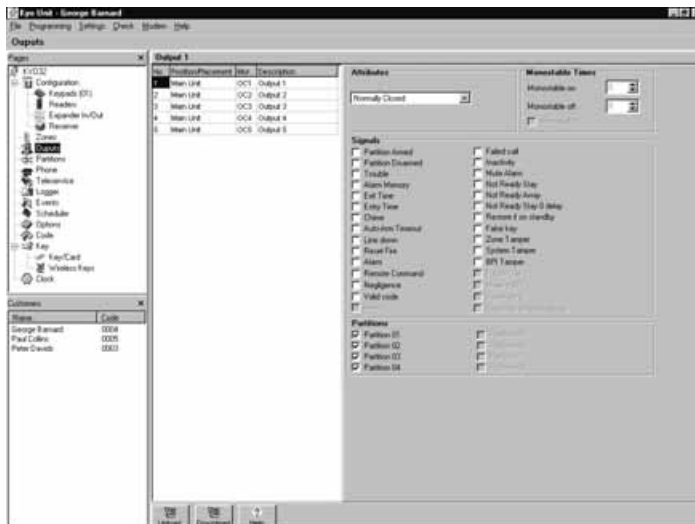 Kyo Unit - George Barnard
File Programming Settings Check Modem Help
Ouputs
Pages
KYO32
Configuration
Keypads (01)
Readers
Expander In/Out
Receiver
Zones
Ouputs
Partitions
Phone
Teleservice
Logger
Events
Scheduler
Options
Code
Key
Key/Card
Wireless Keys
Clock
Customers
Name Code
George Barnard 0004
Paul Collins 0005
Peter Davids 0003
Output 1
No. Position/Placement Mor. Description
1 Main Unit OC1 Output 1
2 Main Unit OC2 Output 2
3 Main Unit OC3 Output 3
4 Main Unit OC4 Output 4
5 Main Unit OC5 Output 5
Attributes
Normally Closed
Monostable Times
Monostable on
Monostable off
Signals
Partition Armed
Partition Disarmed
Trouble
Alarm Memory
Exit Time
Entry Time
Chime
Auto-Arm Timeout
Line down
Reset Fire
Alarm
Remote Command
Negligence
Valid code
Failed call
Inactivity
Mute Alarm
Not Ready Stay
Not Ready Away
Not Ready Stay 0 delay
Restore if on standby
False key
Zone Tamper
System Tamper
BPI Tamper
Partitions
Partition 01
Partition 02
Partition 03
Partition 04
Upload Download Help